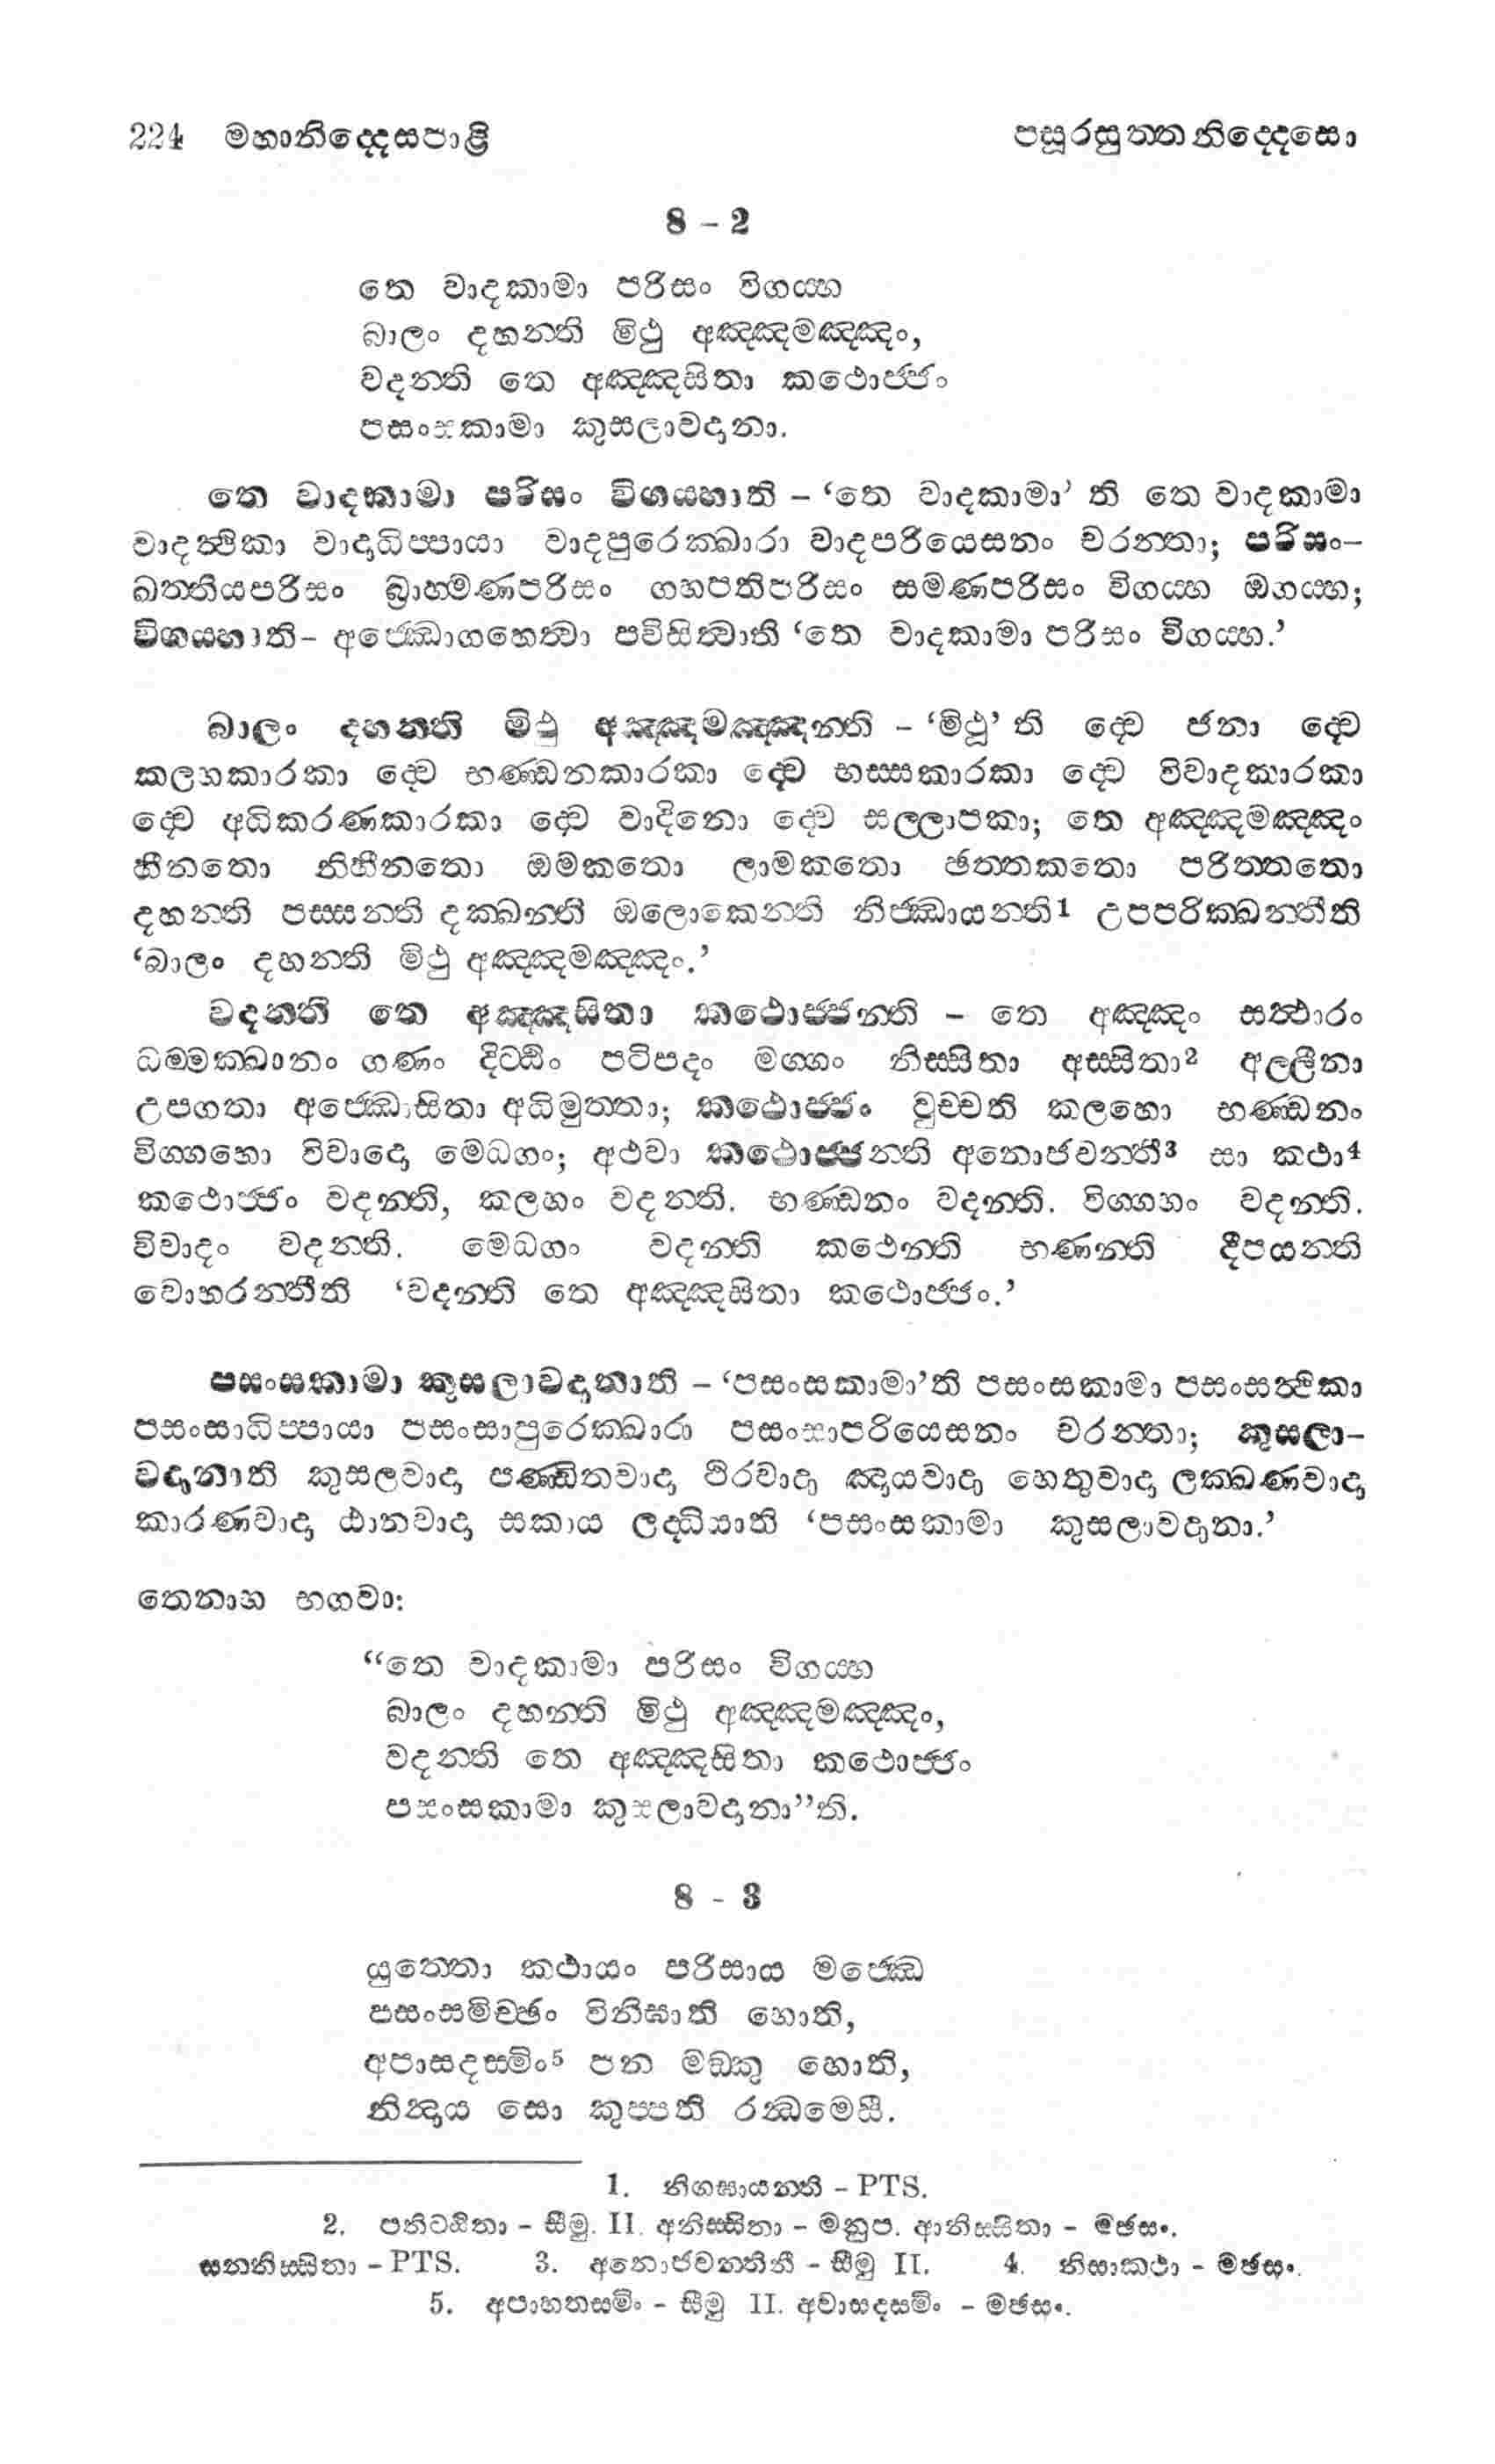 224 මහානිද්දෙසපාළි පසූරසුත්තනිද්දෙසො
8 – 2
තෙ වාදකාමා පරිසං විගය්හ
බාලං දහන්ති මිථු අඤ්ඤමඤ්ඤං,
වදන්ති තෙ අඤ්ඤසිතා කථොජ්ජං
පසංසකාමා කුසලාවදානා.
තෙ වාදකාමා පරිසං විගය්හාති – ‘තෙ වාදකාමා’ ති තෙ වාදකාමා
වාදත්ථිකා වාදාධිප්පායා වාදපුරෙක්ඛාරා වාදපරියෙසනං චරන්තා; පරිසං–
ඛත්තියපරිසං බ්‍රාහ්මණපරිසං ගහපතිපරිසං සමණපරිසං විගය්හ ඔගය්හ;
විගය්හාති– අජ්ඣොගහෙත්වා පවිසිත්වාති ‘තෙ වාදකාමා පරිසං විගය්හ.’
බාලං දහන්ති මිථු අඤ්ඤමඤ්ඤන්ති – ‘මිථූ’ ති ද්වෙ ජනා ද්වෙ
කලහකාරකා ද්වෙ භණ්ඩනකාරකා ද්වෙ භස්සකාරකා ද්වෙ විවාදකාරකා
ද්වෙ අධිකරණකාරකා ද්වෙ වාදිනො ද්වෙ සල්ලාපකා; තෙ අඤ්ඤමඤ්ඤං
හීනතො නිහීනතො ඔමකතො ලාමකතො ඡත්තකතො පරිත්තතො
දහන්ති පස්සන්ති දක්ඛන්ති ඔලොකෙන්ති නිජ්ඣායන්ති1 උපපරික්ඛන්තීති
‘බාලං දහන්ති මිථු අඤ්ඤමඤ්ඤං.’
වදන්ති තෙ අඤ්ඤසිතා කථොජ්ජන්ති – තෙ අඤ්ඤං සත්ථාරං
ධම්මක්ඛානං ගණං දිට්ඨිං පටිපදං මග්ගං නිස්සිතා අස්සිතා2 අල්ලීනා
උපගතා අජ්ඣොසිතා අධිමුත්තා; කථොජ්ජං වුච්චති කලහො භණ්ඩනං
විග්ගහො විවාදො මෙධගං; අථවා කථොජ්ජන්ති අනොජවන්තී3 සා කථා4
කථොජ්ජං වදන්ති, කලහං වදන්ති. භණ්ඩනං වදන්ති. විග්ගහං වදන්ති.
විවාදං වදන්ති. මෙධගං වදන්ති කථෙන්ති භණන්ති දීපයන්ති
වොහරන්තීති ‘වදන්ති තෙ අඤ්ඤසිතා කථොජ්ජං.’
පසංසකාමා කුසලාවදානාති – ‘පසංසකාමා’ති පසංසකාමා පසංසත්ථිකා
පසංසාධිප්පායා පසංසාපුරෙක්ඛාරා පසංසාපරියෙසනං චරන්තා; කුසලා–
වදානාති කුසලවාදා පණ්ඩිතවාදා ථිරවාදා ඤායවාදා හෙතුවාදා ලක්ඛණවාදා
කාරණවාදා ඨානවාදා සකාය ලද්ධියාති ‘පසංසකාමා කුසලාවදානා.’
තෙනාහ භගවා:
“තෙ වාදකාමා පරිසං විගය්හ
බාලං දහන්ති මිථු අඤ්ඤමඤ්ඤං,
වදන්ති තෙ අඤ්ඤසිතා කථොජ්ජං
පසංසකාමා කුසලාවදානා”ති.
8 – 3
යුත්තො කථායං පරිසාය මජ්ඣෙ
පසංසමිච්ඡං විනිඝාති හොති,
අපාසදස්මිං5 පන මඞ්කු හොති,
නින්දාය සො කුප්පති රන්ධමෙසී.
1. නිගඝායන්ති – PTS.
2. පතිට්ඨිතා – සීමු. II. අනිස්සිතා – මනුප. ආනිස්සිතා – මඡසං.
සන්නිස්සිතා – PTS. 3. අනොජවන්තිනී – සීමු II. 4. නිසාකථා – මඡසං.
5. අපාහතස්මිං – සීමු II. අවාසදස්මිං – මඡසං.